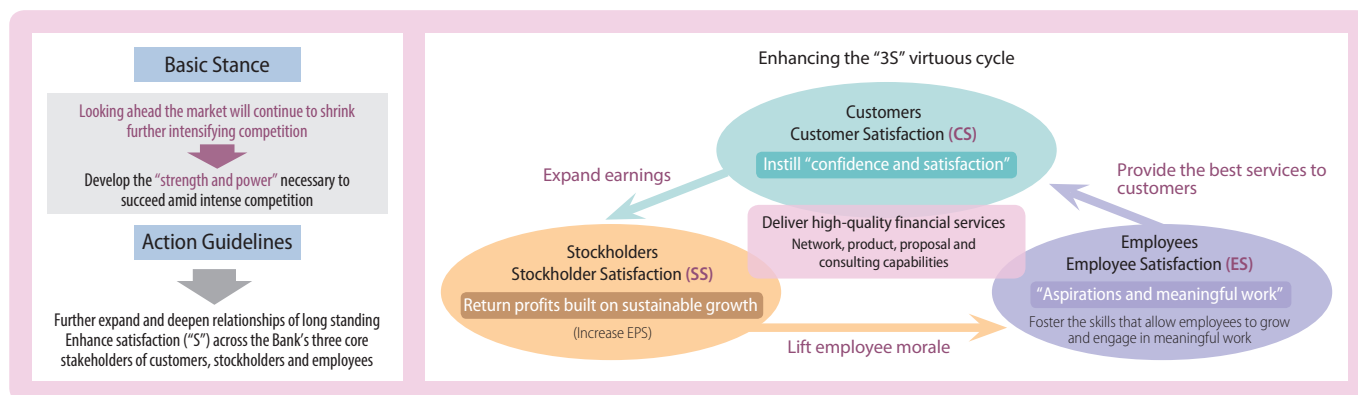 Basic Stance
Looking ahead the market will continue to shrink
further intensifying competition
Develop the “strength and power” necessary to
succeed amid intense competition
Action Guidelines
Further expand and deepen relationships of long standing
Enhance satisfaction (“S”) across the Bank’s three core
stakeholders of customers, stockholders and employees
Enhancing the “3S” virtuous cycle
Customers
Customer Satisfaction (CS)
Instill “confidence and satisfaction”
Expand earnings
Provide the best services to
customers
Deliver high-quality financial services
Network, product, proposal and
consulting capabilities
Stockholders
Stockholder Satisfaction (SS)
Return profits built on sustainable growth
(Increase EPS)
Employees
Employee Satisfaction (ES)
“Aspirations and meaningful work”
Foster the skills that allow employees to grow
and engage in meaningful work
Lift employee morale